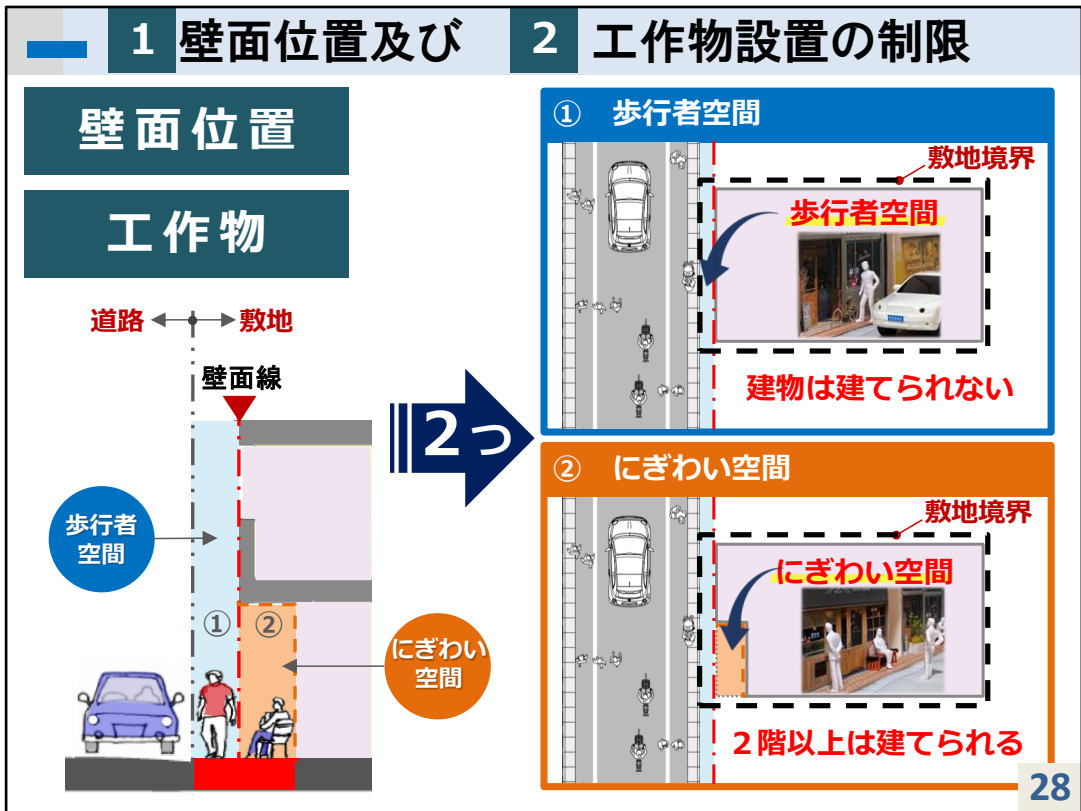 1 壁面位置及び 2 工作物設置の制限
壁面位置
工作物
道路 敷地
壁面線
歩行者
空間
① ②
にぎわい
空間
2つ
① 歩行者空間
敷地境界
歩行者空間
建物は建てられない
② にぎわい空間
敷地境界
にぎわい空間
２階以上は建てられる
28